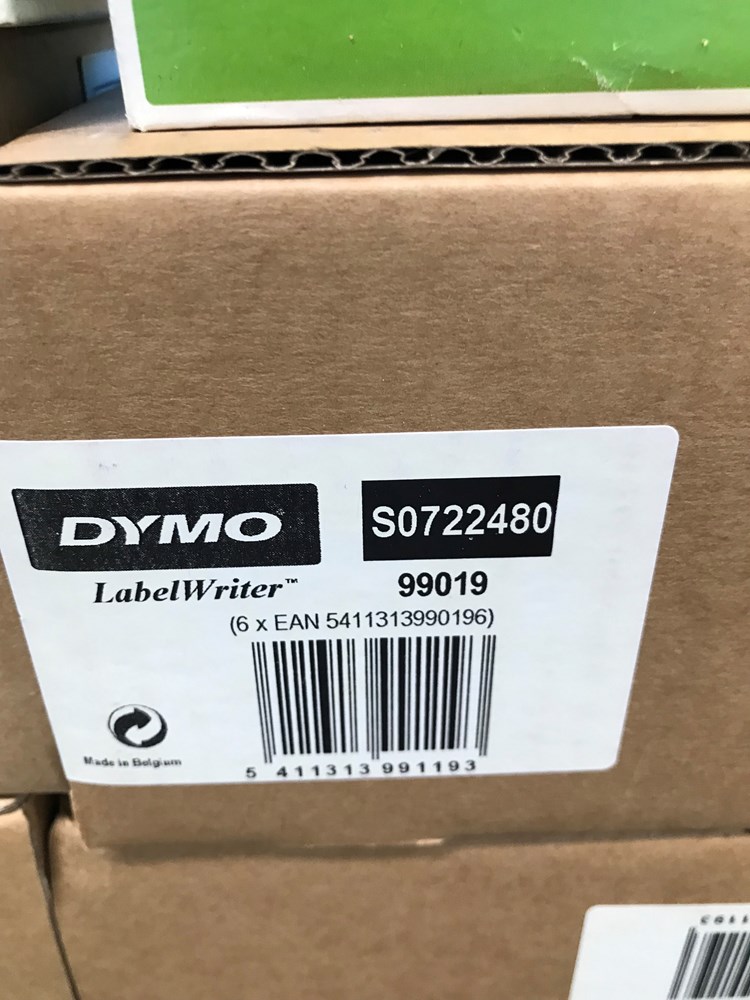 DYMO
S0722480
LabelWriter™
99019
(6 x EAN 5411313990196)
Made in Belgium
5 411313 991193